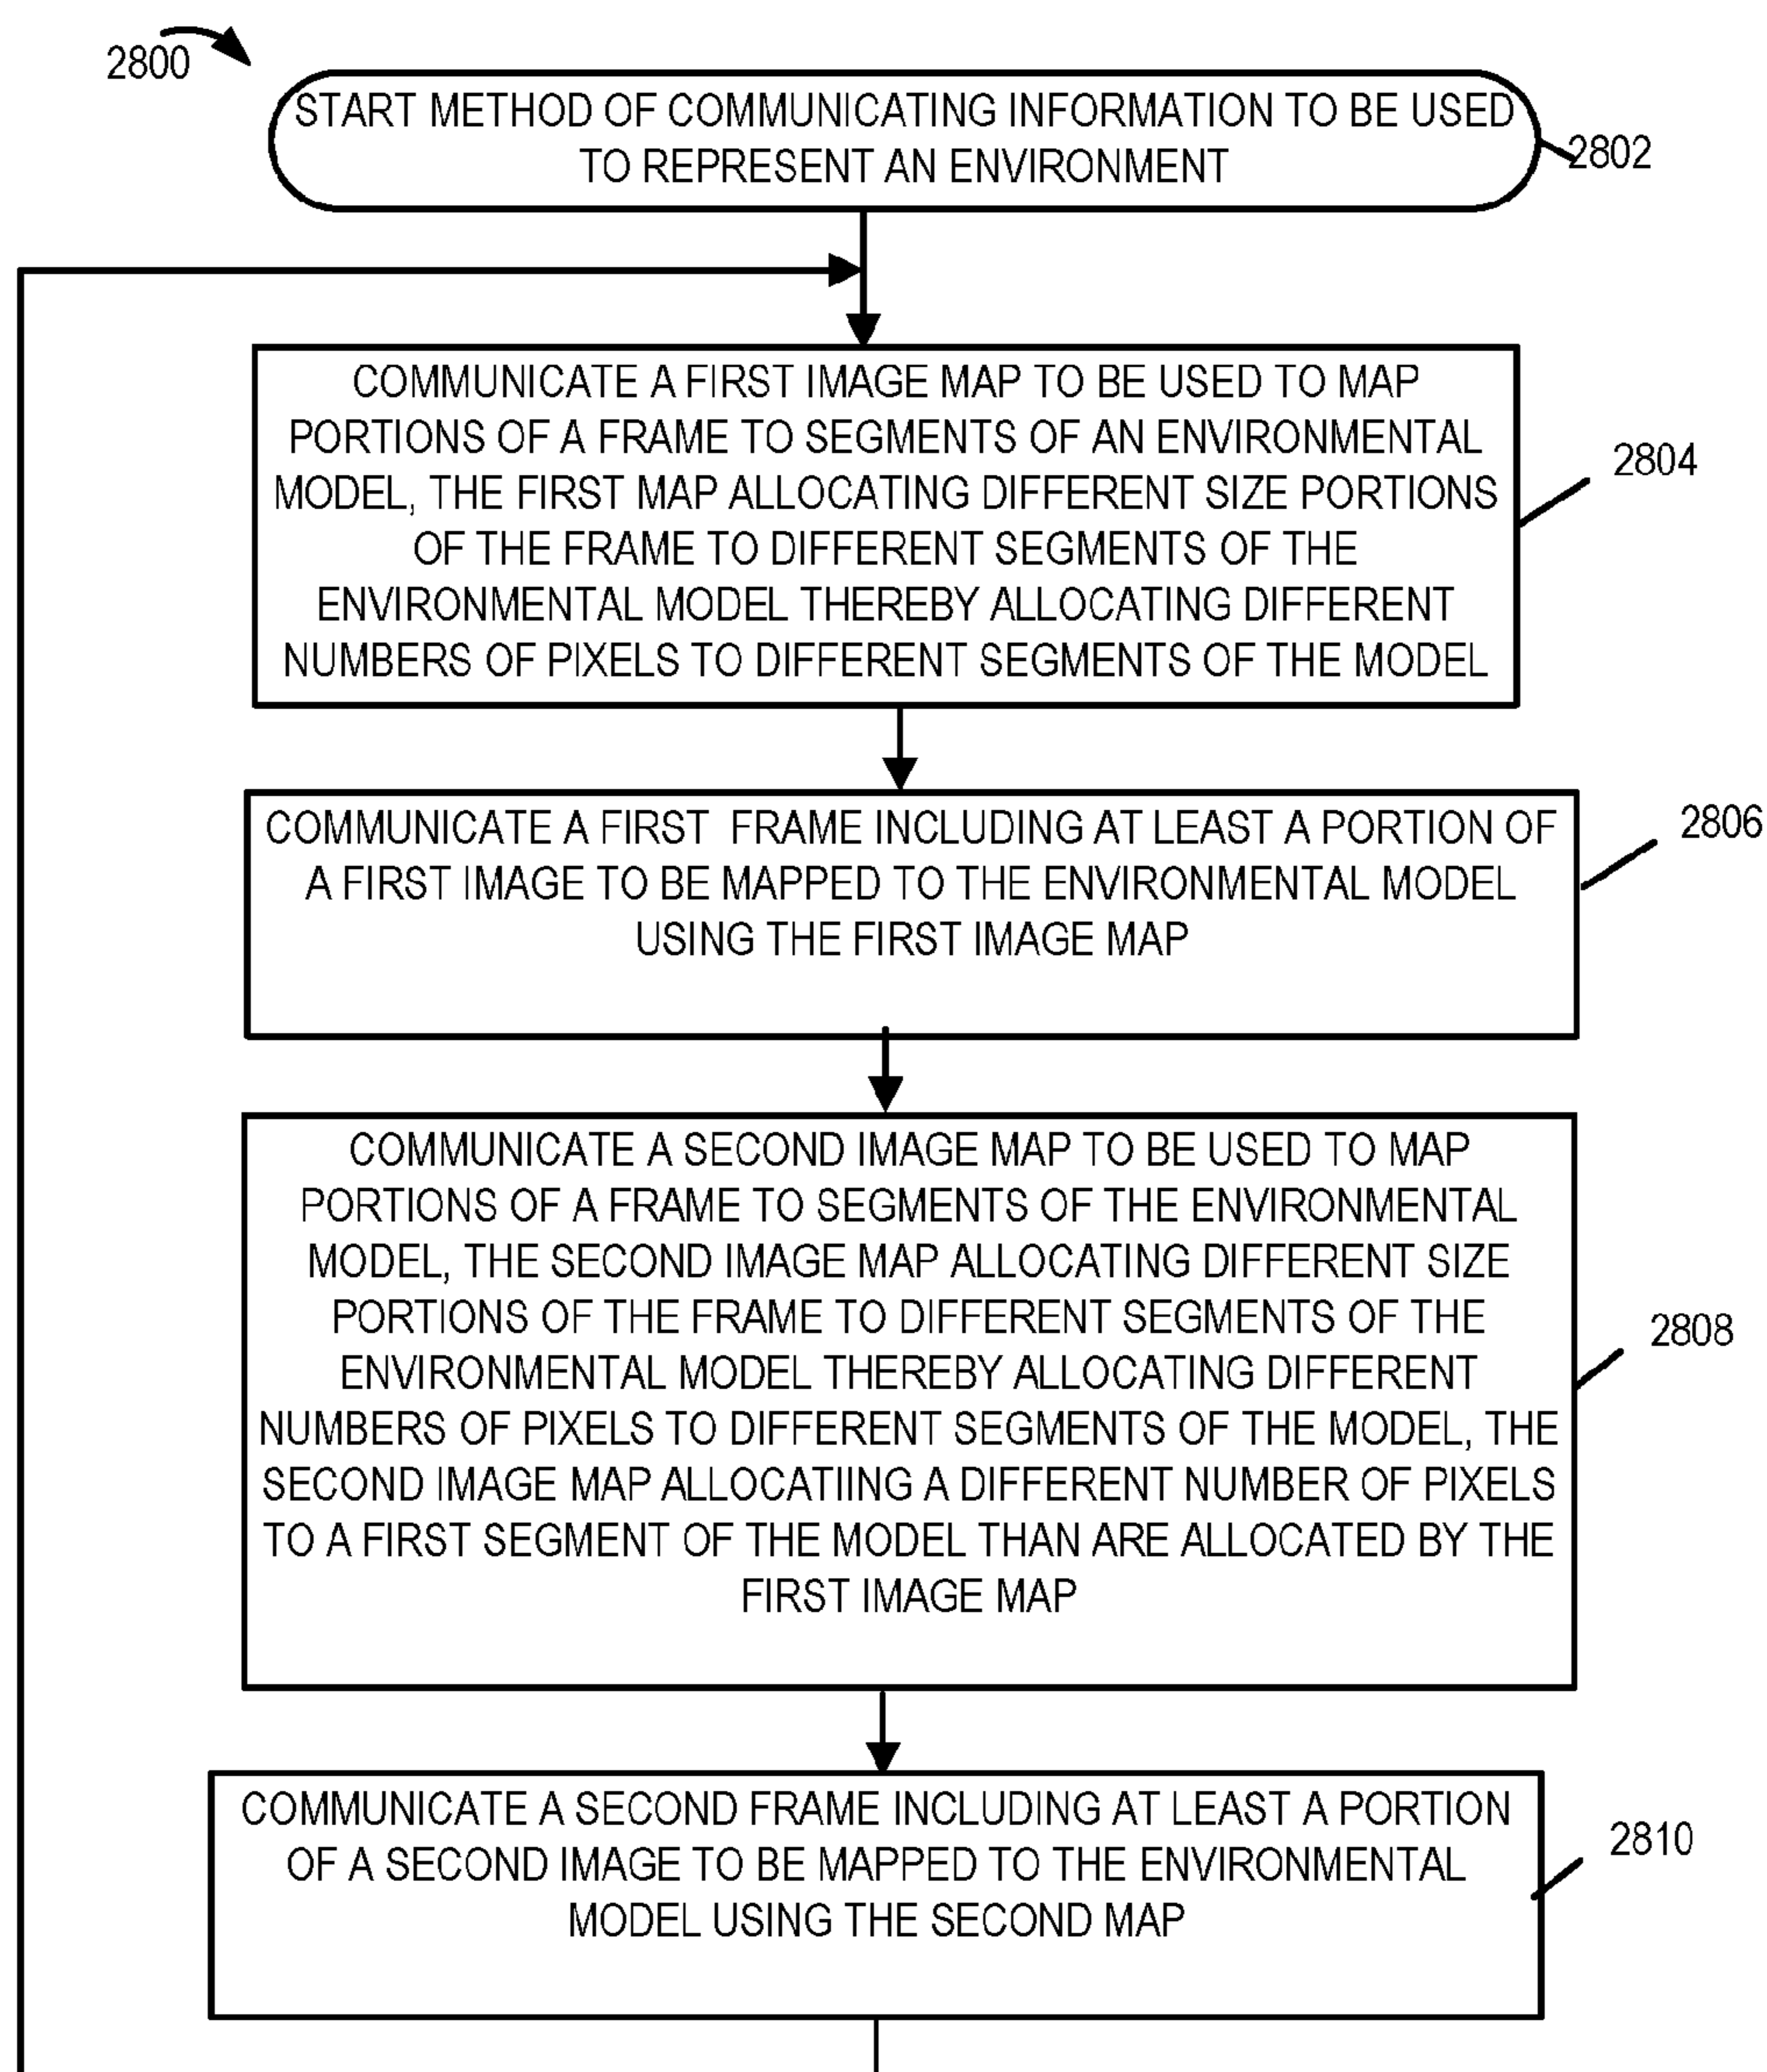 2800
START METHOD OF COMMUNICATING INFORMATION TO BE USED
TO REPRESENT AN ENVIRONMENT
2802
COMMUNICATE A FIRST IMAGE MAP TO BE USED TO MAP
PORTIONS OF A FRAME TO SEGMENTS OF AN ENVIRONMENTAL
MODEL, THE FIRST MAP ALLOCATING DIFFERENT SIZE PORTIONS
OF THE FRAME TO DIFFERENT SEGMENTS OF THE
ENVIRONMENTAL MODEL THEREBY ALLOCATING DIFFERENT
NUMBERS OF PIXELS TO DIFFERENT SEGMENTS OF THE MODEL
2804
COMMUNICATE A FIRST FRAME INCLUDING AT LEAST A PORTION OF
A FIRST IMAGE TO BE MAPPED TO THE ENVIRONMENTAL MODEL
USING THE FIRST IMAGE MAP
2806
COMMUNICATE A SECOND IMAGE MAP TO BE USED TO MAP
PORTIONS OF A FRAME TO SEGMENTS OF THE ENVIRONMENTAL
MODEL, THE SECOND IMAGE MAP ALLOCATING DIFFERENT SIZE
PORTIONS OF THE FRAME TO DIFFERENT SEGMENTS OF THE
ENVIRONMENTAL MODEL THEREBY ALLOCATING DIFFERENT
NUMBERS OF PIXELS TO DIFFERENT SEGMENTS OF THE MODEL, THE
SECOND IMAGE MAP ALLOCATIING A DIFFERENT NUMBER OF PIXELS
TO A FIRST SEGMENT OF THE MODEL THAN ARE ALLOCATED BY THE
FIRST IMAGE MAP
2808
COMMUNICATE A SECOND FRAME INCLUDING AT LEAST A PORTION
OF A SECOND IMAGE TO BE MAPPED TO THE ENVIRONMENTAL
MODEL USING THE SECOND MAP
2810